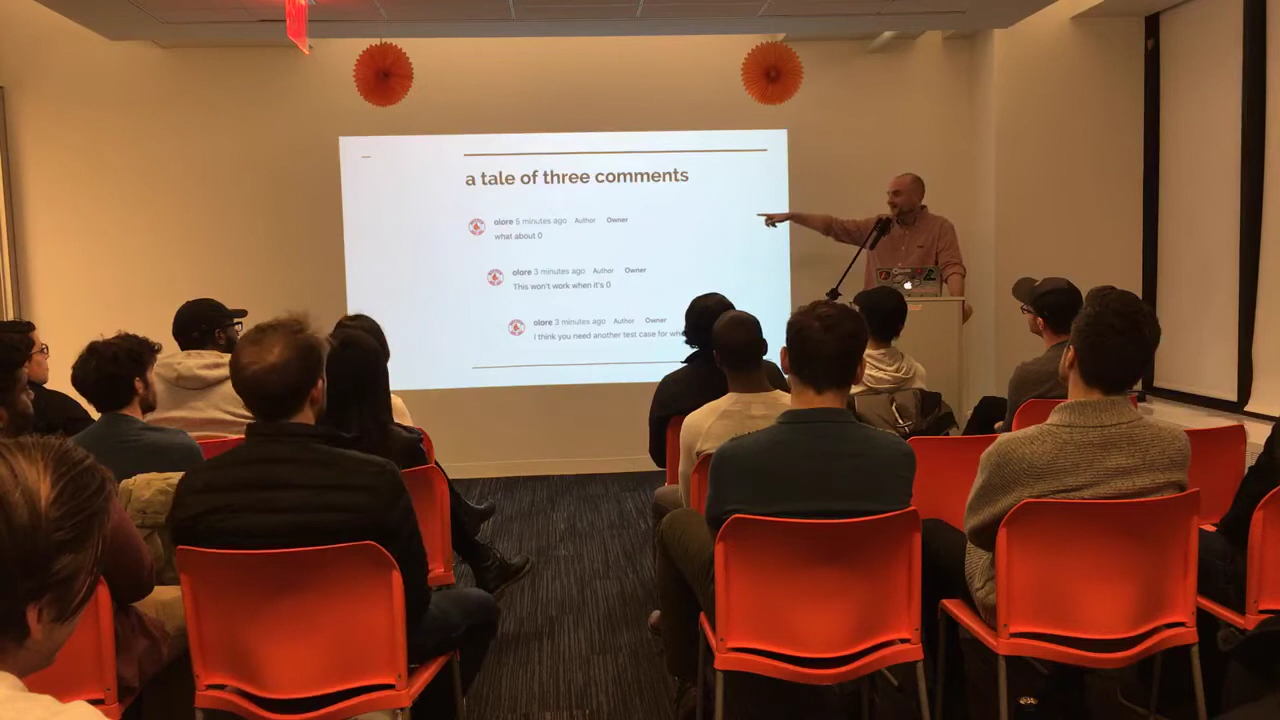 a tale of three comments
olore 5 minutes ago Author Owner
what about 0
olore 3 minutes ago Author Owner
This won't work when it's 0
olore 3 minutes ago Author Owner
I think you need another test case for